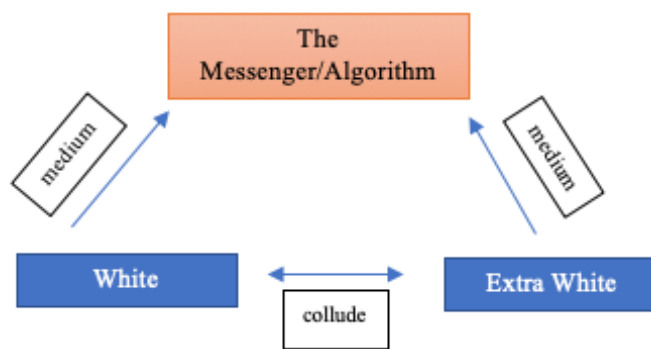 The
Messenger/Algorithm
medium
medium
White
Extra White
collude